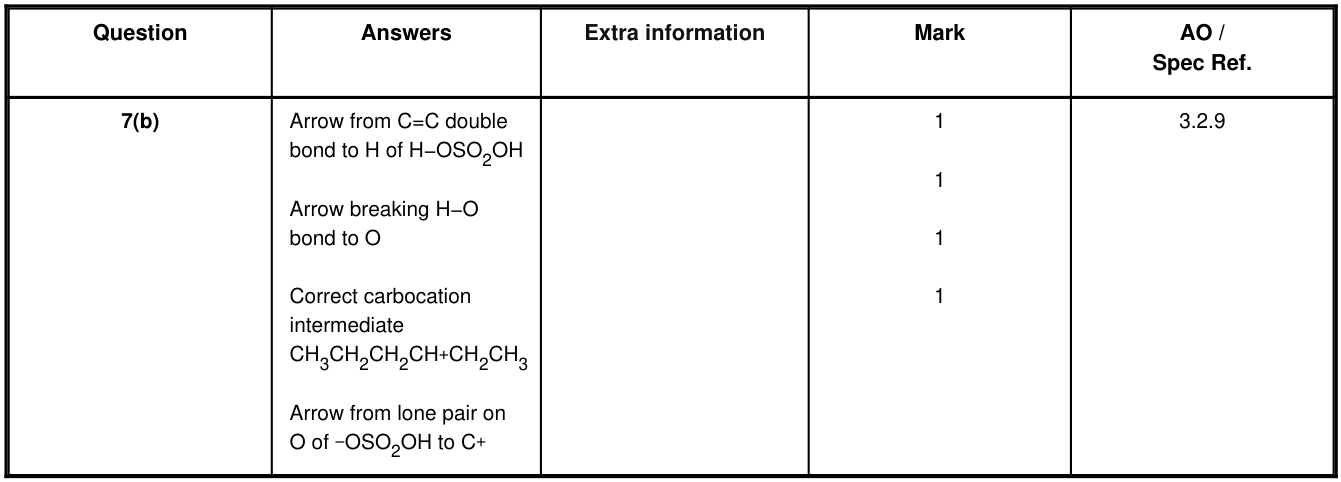 Question Answers Extra information Mark AO /
Spec Ref.
7(b) Arrow from C=C double 1 3.2.9
bond to H of H–OSO₂OH
1
Arrow breaking H–O
bond to O 1
Correct carbocation 1
intermediate
CH₃CH₂CH₂CH+CH₂CH₃
Arrow from lone pair on
O of ⁻OSO₂OH to C+